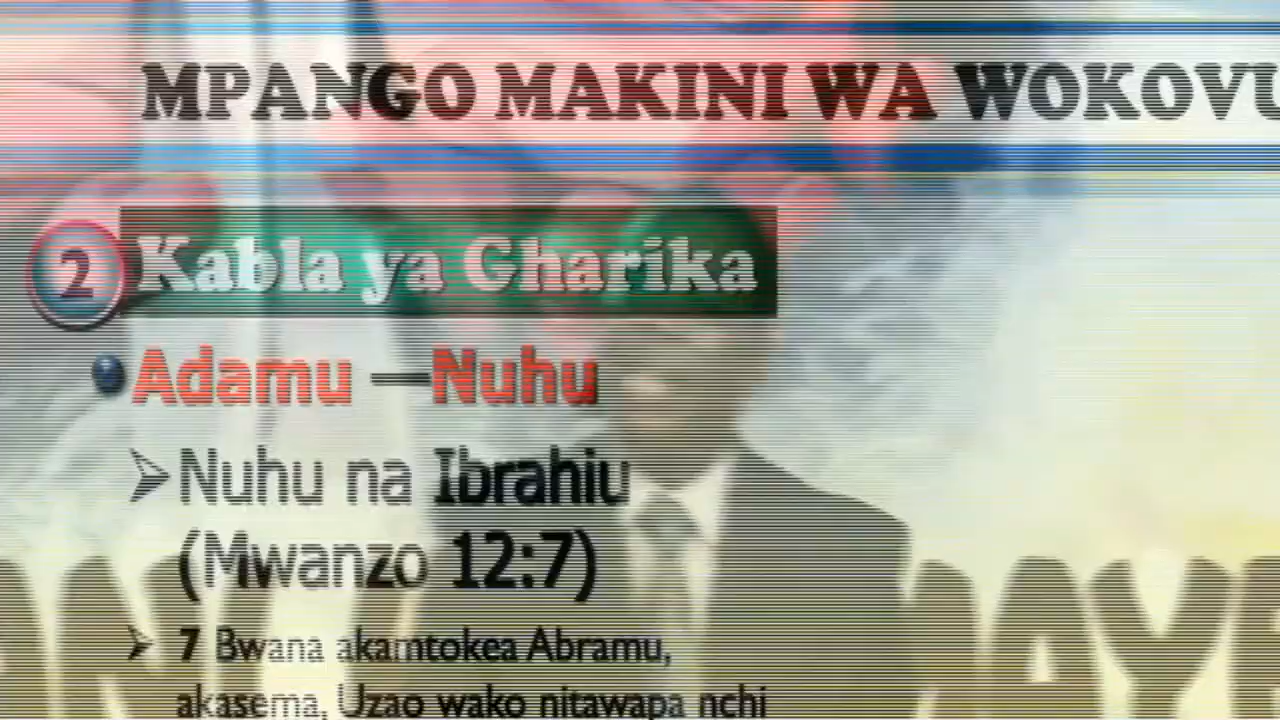 MPANGO MAKINI WA WOKOVU
2 Kabla ya Gharika
Adamu —Nuhu
Nuhu na Ibrahiu
(Mwanzo 12:7)
7 Bwana akamtokea Abramu,
akasema, Uzao wako nitawapa nchi